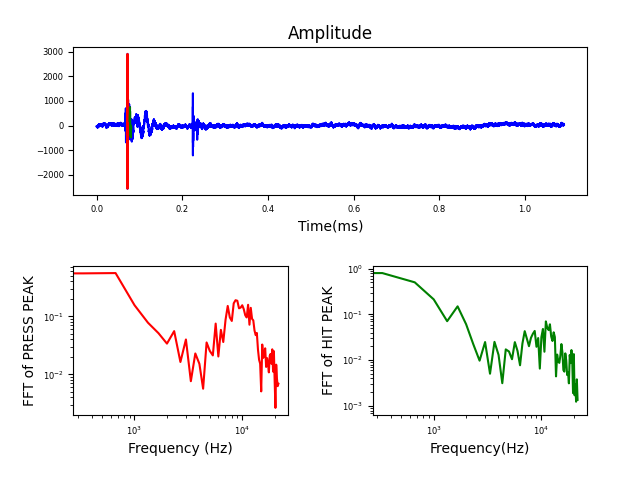 Amplitude
3000
2000
1000
0
−1000
−2000
0.0 0.2 0.4 0.6 0.8 1.0
Time(ms)
FFT of PRESS PEAK
10⁻¹
10⁻²
10³ 10⁴
Frequency (Hz)
FFT of HIT PEAK
10⁰
10⁻¹
10⁻²
10⁻³
10³ 10⁴
Frequency(Hz)